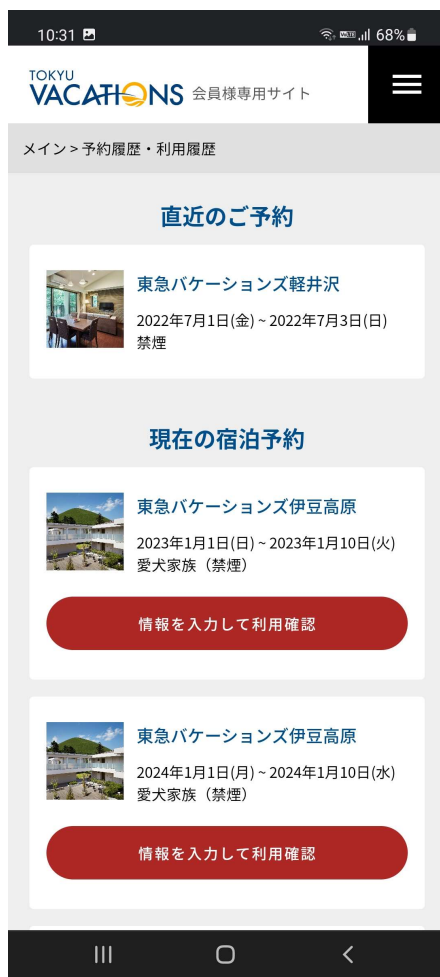 10:31
68%
TOKYU
VACATIONS 会員様専用サイト
メイン > 予約履歴・利用履歴
直近のご予約
東急バケーションズ軽井沢
2022年7月1日(金) ~ 2022年7月3日(日)
禁煙
現在の宿泊予約
東急バケーションズ伊豆高原
2023年1月1日(日) ~ 2023年1月10日(火)
愛犬家族（禁煙）
情報を入力して利用確認
東急バケーションズ伊豆高原
2024年1月1日(月) ~ 2024年1月10日(水)
愛犬家族（禁煙）
情報を入力して利用確認